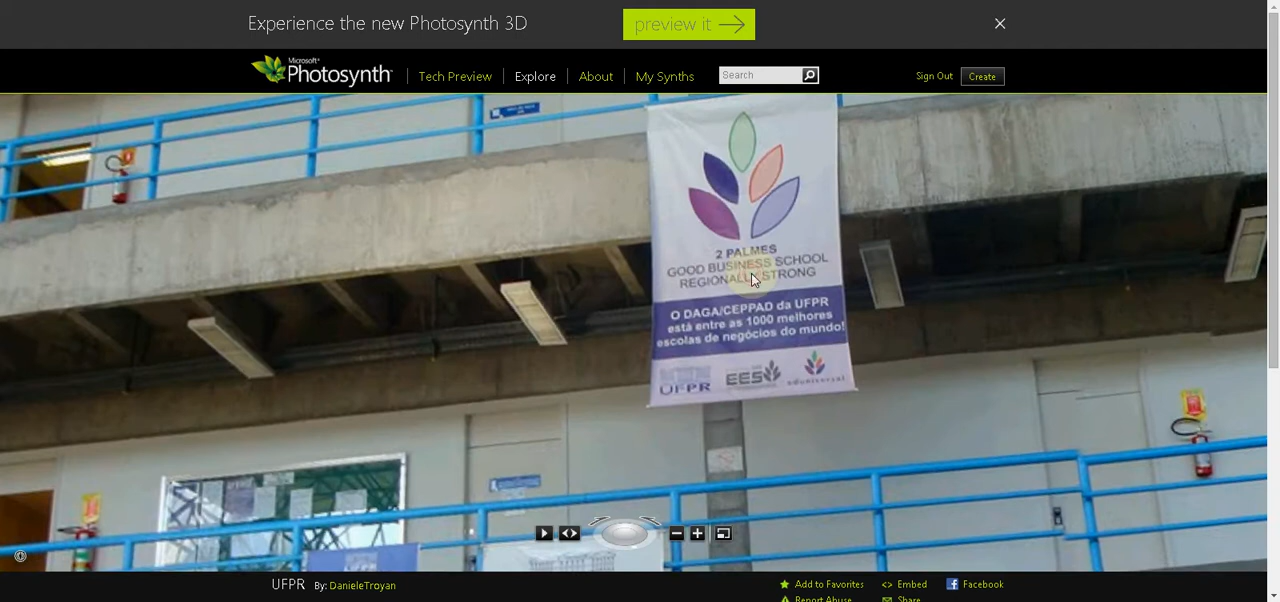 Experience the new Photosynth 3D
preview it
Microsoft®
Photosynth
Tech Preview
Explore
About
My Synths
Search
Sign Out
Create
2 PALMES
GOOD BUSINESS SCHOOL
REGIONALLY STRONG
O DAGA/CEPPAD da UFPR
está entre as 1000 melhores
escolas de negócios do mundo!
UFPR
EES
eduniversal
UFPR
By: DanieleTroyan
Add to Favorites
Embed
Facebook
Report Abuse
Share